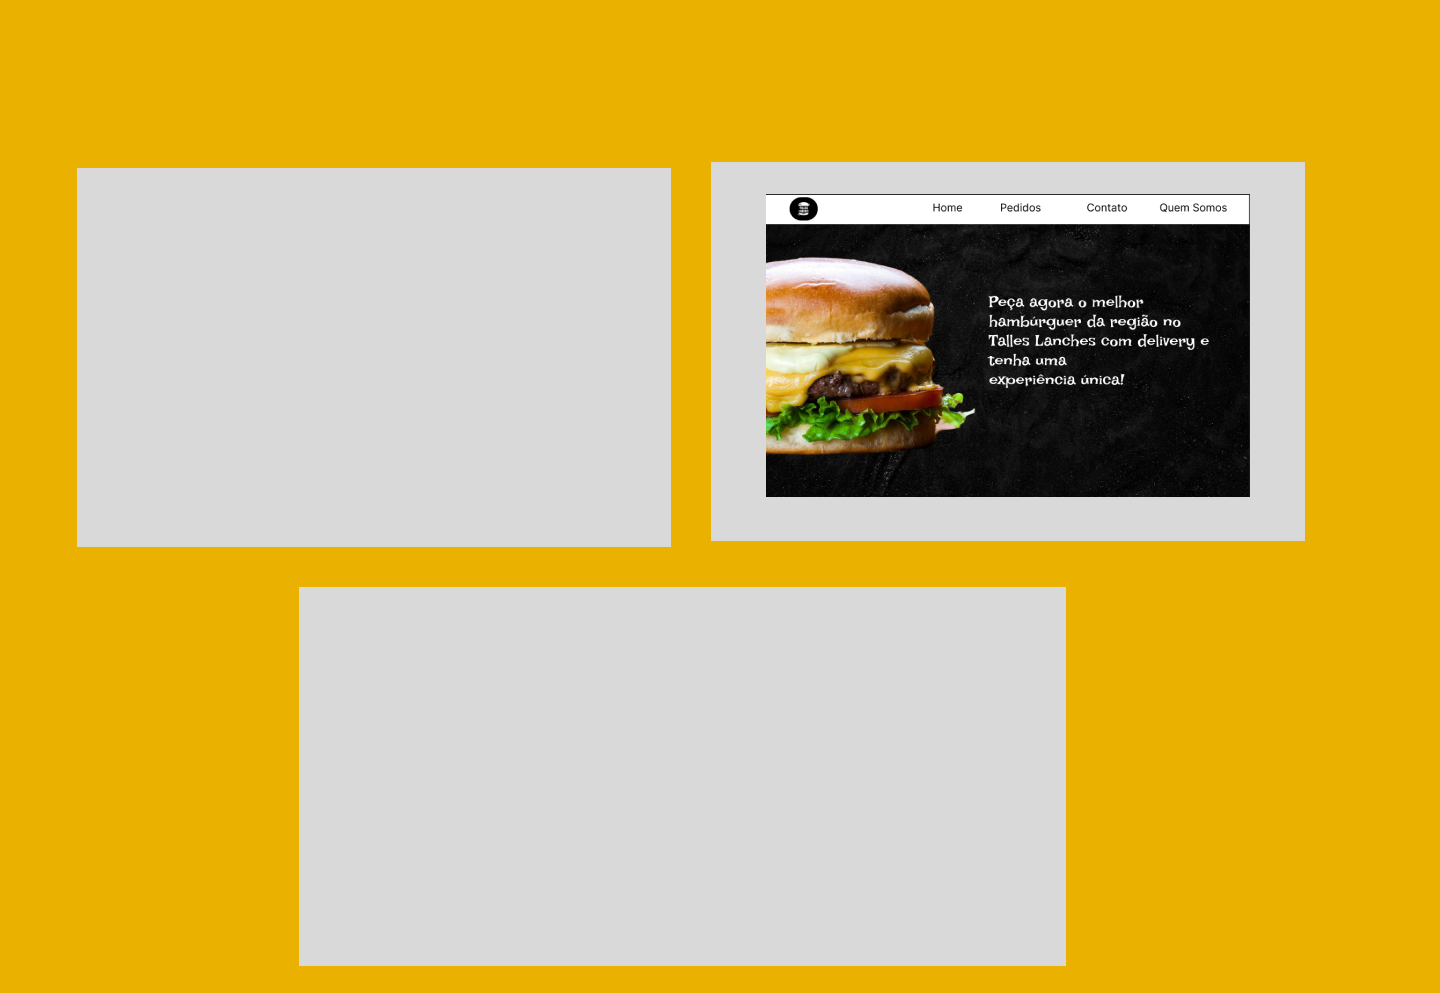 Home Pedidos Contato Quem Somos
Peça agora o melhor
hambúrguer da região no
Talles Lanches com delivery e
tenha uma
experiência única!